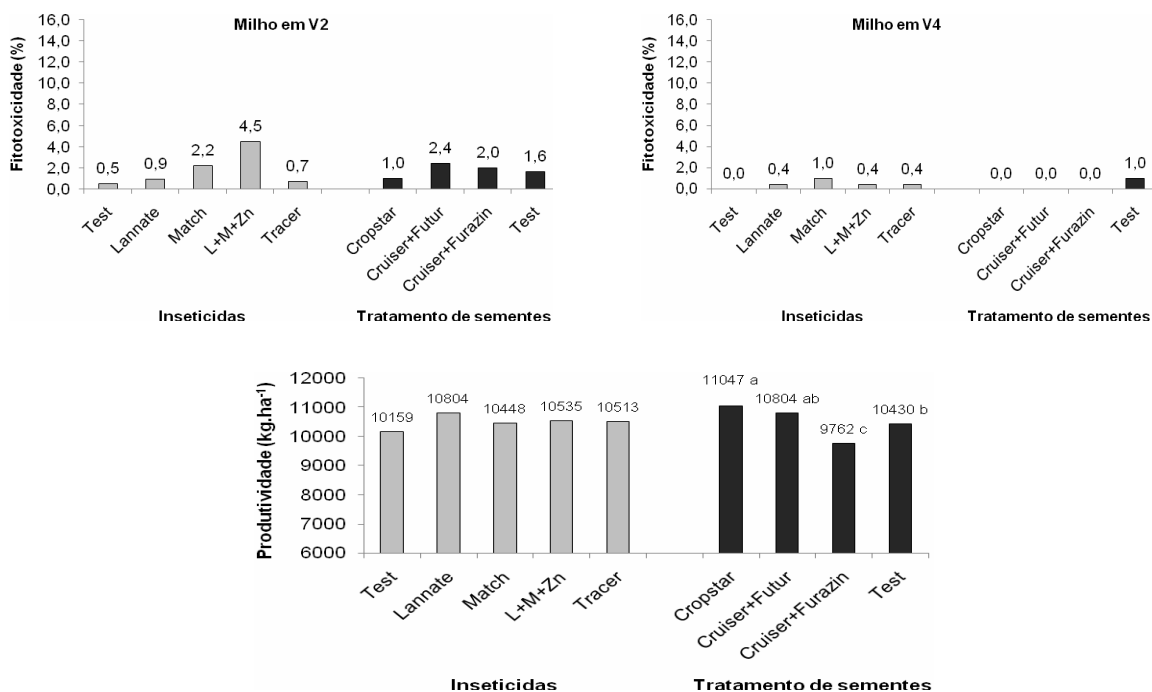 Milho em V2
Fitotoxicidade (%)
16,0
14,0
12,0
10,0
8,0
6,0
4,0
2,0
0,0
0,5
0,9
2,2
4,5
0,7
1,0
2,4
2,0
1,6
Test
Lannate
Match
L+M+Zn
Tracer
Cropstar
Cruiser+Futur
Cruiser+Furazin
Test
Inseticidas
Tratamento de sementes
Milho em V4
Fitotoxicidade (%)
16,0
14,0
12,0
10,0
8,0
6,0
4,0
2,0
0,0
0,0
0,4
1,0
0,4
0,4
0,0
0,0
0,0
1,0
Test
Lannate
Match
L+M+Zn
Tracer
Cropstar
Cruiser+Futur
Cruiser+Furazin
Test
Inseticidas
Tratamento de sementes
Produtividade (kg.ha⁻¹)
12000
11000
10000
9000
8000
7000
6000
10159
10804
10448
10535
10513
11047 a
10804 ab
9762 c
10430 b
Test
Lannate
Match
L+M+Zn
Tracer
Cropstar
Cruiser+Futur
Cruiser+Furazin
Test
Inseticidas
Tratamento de sementes